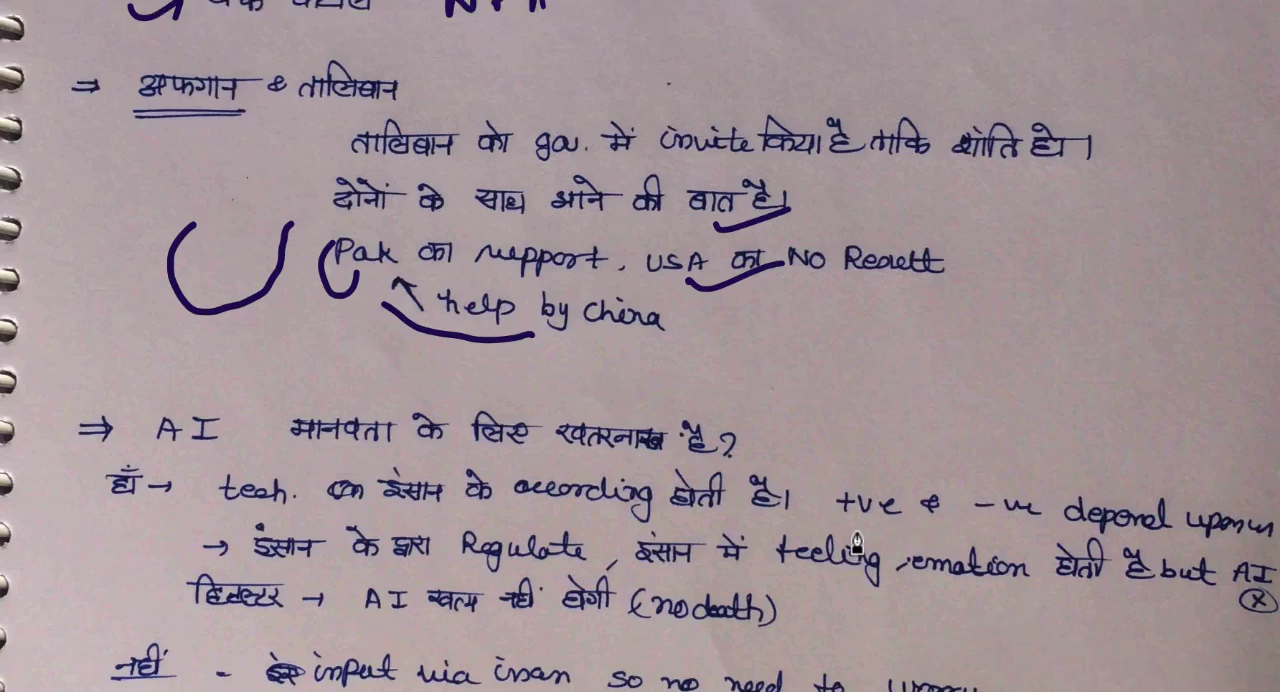 ⇒ अफगान & तालिबान
तालिबान को gov. में invite किया है ताकि शांति हो।
दोनों के साथ आने की बात है।
Pak का support, USA का NO
↑ help by China
⇒ AI मानवता के लिए खतरनाख है?
हाँ → tech. इंसान के according होती है। +ve & -ve depend upon us
→ इंसान के द्वारा Regulate, इंसान में feeling, emotion होती है but AI ⓧ
→ AI खत्म नहीं होगी (no death)
नहीं - input via insan so no need to worry